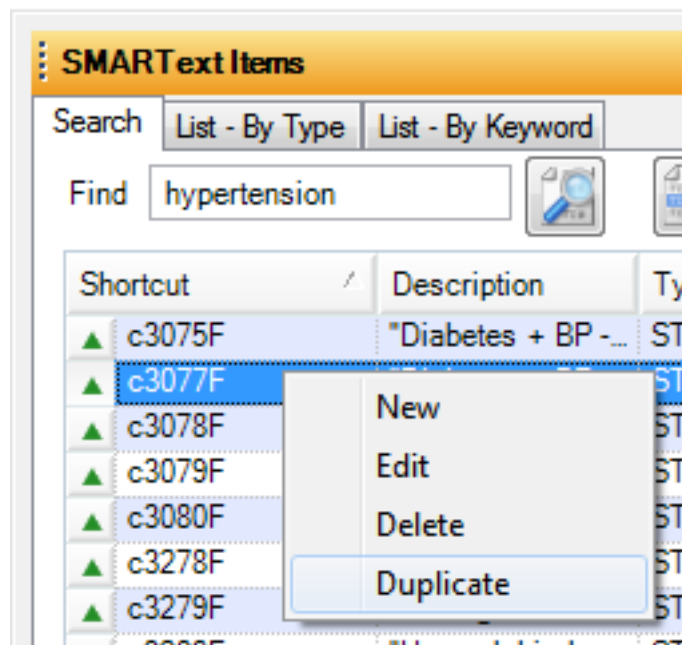 SMARText Items
Search List - By Type List - By Keyword
Find hypertension
Shortcut Description Ty
c3075F "Diabetes + BP -... ST
c3077F ST
New
c3078F ST
Edit
c3079F ST
c3080F ST
Delete
c3278F ST
Duplicate
c3279F ST